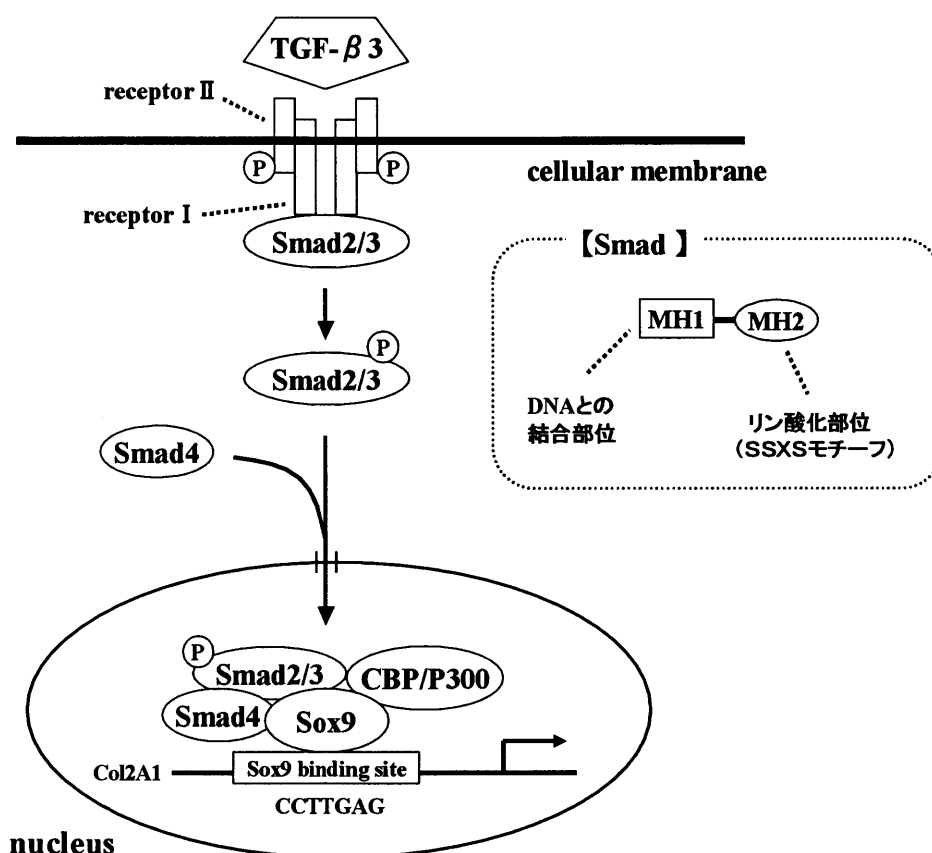 TGF-β3
receptor Ⅱ
P
P
cellular membrane
receptor Ⅰ
Smad2/3
【Smad】
MH1
MH2
DNAとの
結合部位
リン酸化部位
(SSXSモチーフ)
P
Smad2/3
Smad4
P
Smad2/3
CBP/P300
Smad4
Sox9
Col2A1
Sox9 binding site
CCTTGAG
nucleus